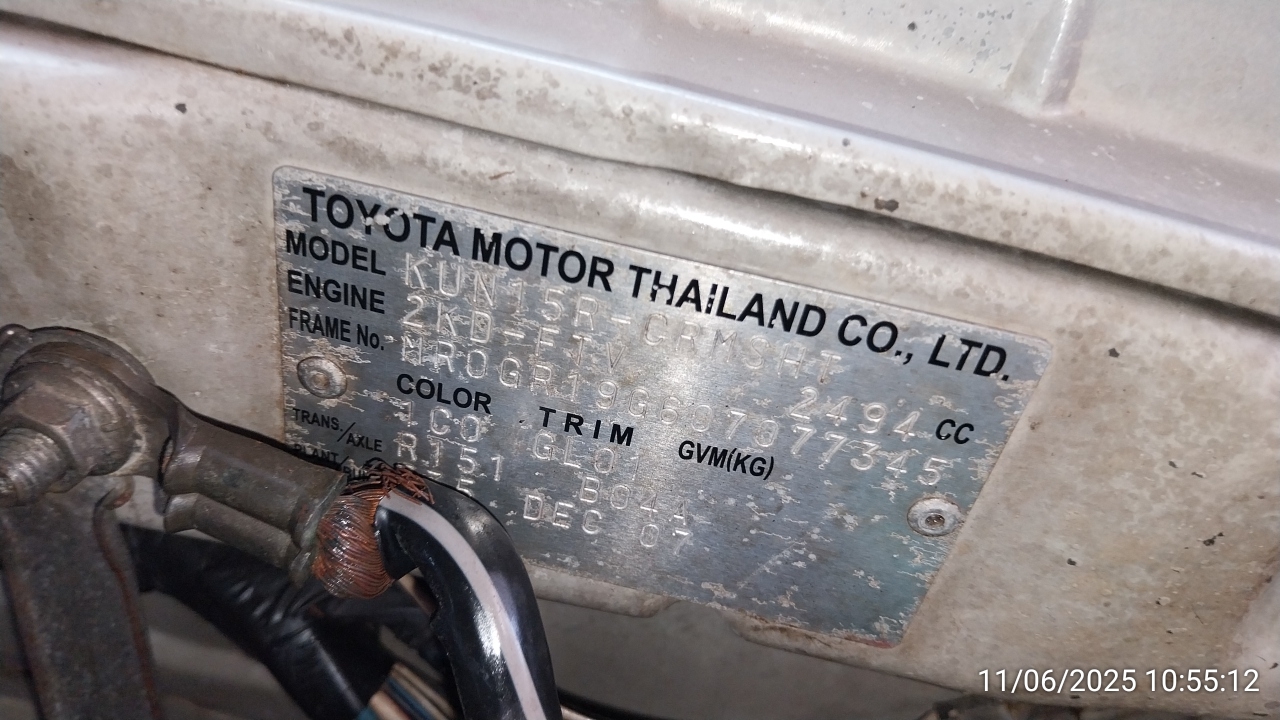 TOYOTA MOTOR THAILAND CO., LTD.
MODEL KUN15R-CRMSHT
ENGINE 2KD-FTV 2494 CC
FRAME No. MR0GR19G607077345
COLOR TRIM GVM(KG)
1C0 GL01
TRANS./AXLE R151 B04A
PLANT/ DEC 07
11/06/2025 10:55:12